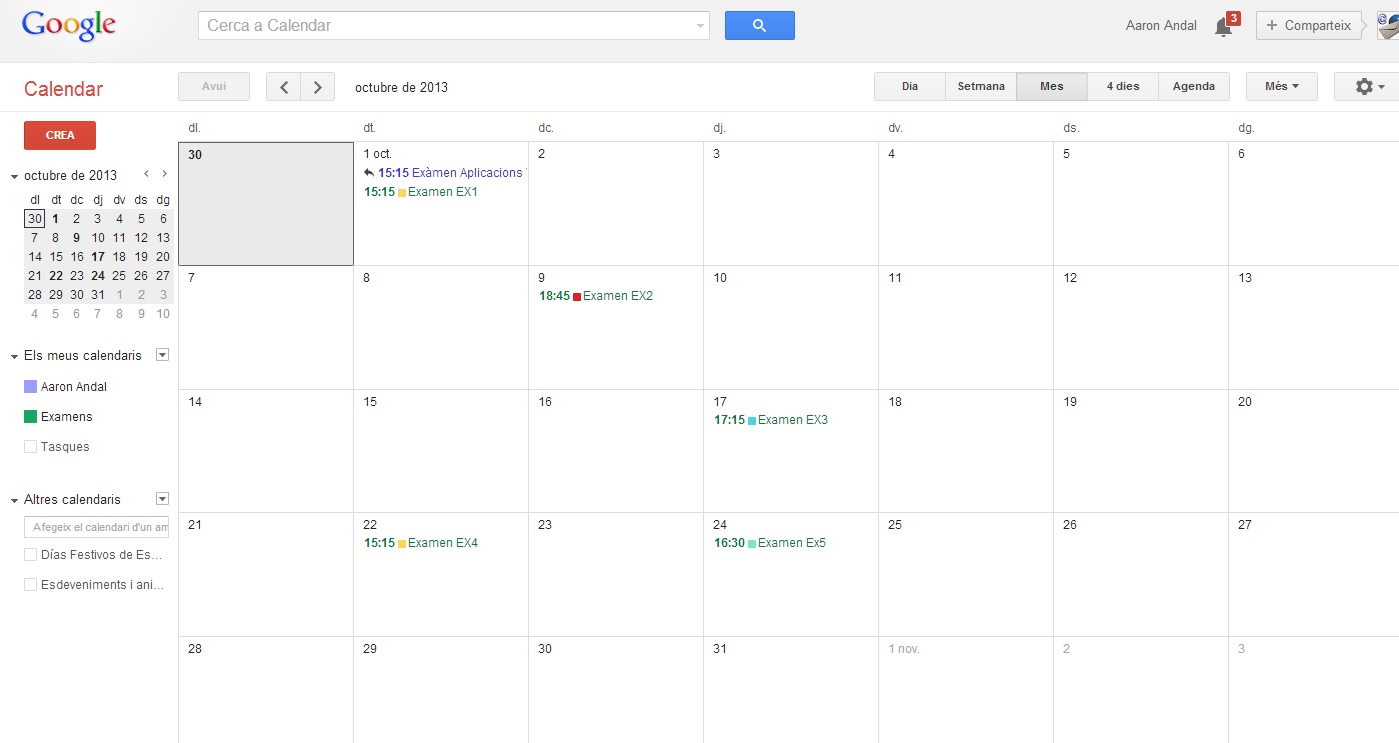 Google
Cerca a Calendar
Aaron Andal
3
+ Comparteix
Calendar
Avui
octubre de 2013
Dia
Setmana
Mes
4 dies
Agenda
Més
CREA
octubre de 2013
dl dt dc dj dv ds dg
30 1 2 3 4 5 6
7 8 9 10 11 12 13
14 15 16 17 18 19 20
21 22 23 24 25 26 27
28 29 30 31 1 2 3
4 5 6 7 8 9 10
Els meus calendaris
Aaron Andal
Examens
Tasques
Altres calendaris
Afegeix el calendari d'un am
Días Festivos de Es...
Esdeveniments i ani...
dl. dt. dc. dj. dv. ds. dg.
30 1 oct. 2 3 4 5 6
15:15 Exàmen Aplicacions
15:15 Examen EX1
7 8 9 10 11 12 13
18:45 Examen EX2
14 15 16 17 18 19 20
17:15 Examen EX3
21 22 23 24 25 26 27
15:15 Examen EX4 16:30 Examen Ex5
28 29 30 31 1 nov. 2 3